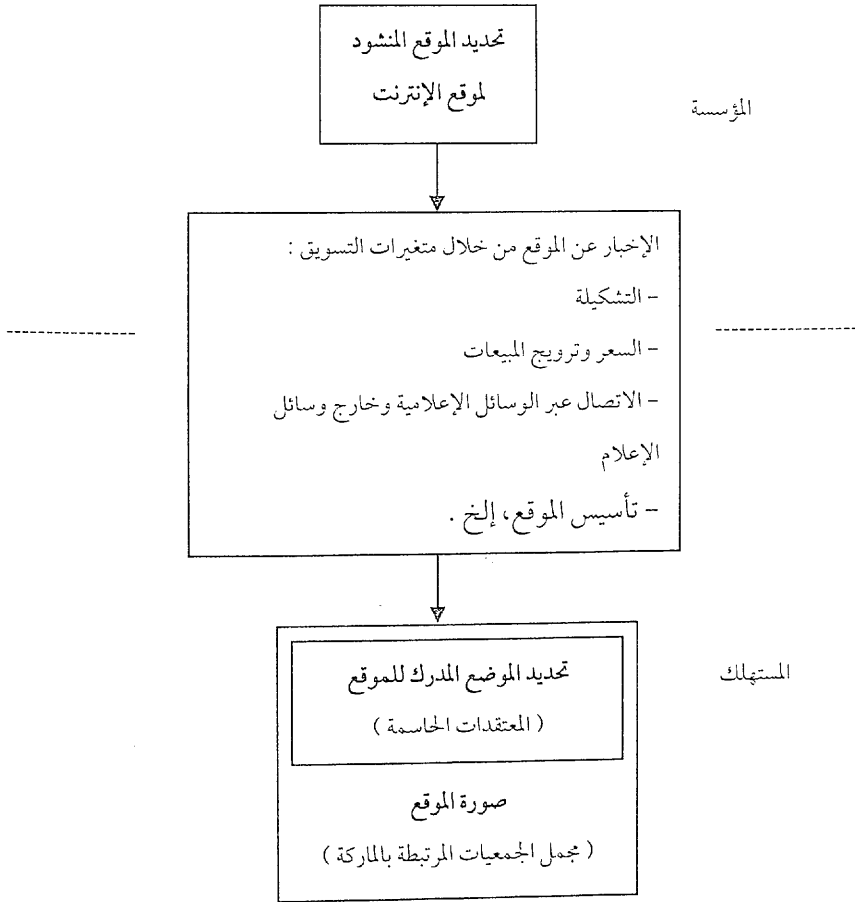 تحديد الموقع المنشود
لموقع الإنترنت
المؤسسة
الإخبار عن الموقع من خلال متغيرات التسويق :
- التشكيلة
- السعر وترويج المبيعات
- الاتصال عبر الوسائل الإعلامية وخارج وسائل
الإعلام
- تأسيس الموقع، إلخ .
المستهلك
تحديد الموضع المدرك للموقع
( المعتقدات الحاسمة )
صورة الموقع
( مجمل الجمعيات المرتبطة بالماركة )